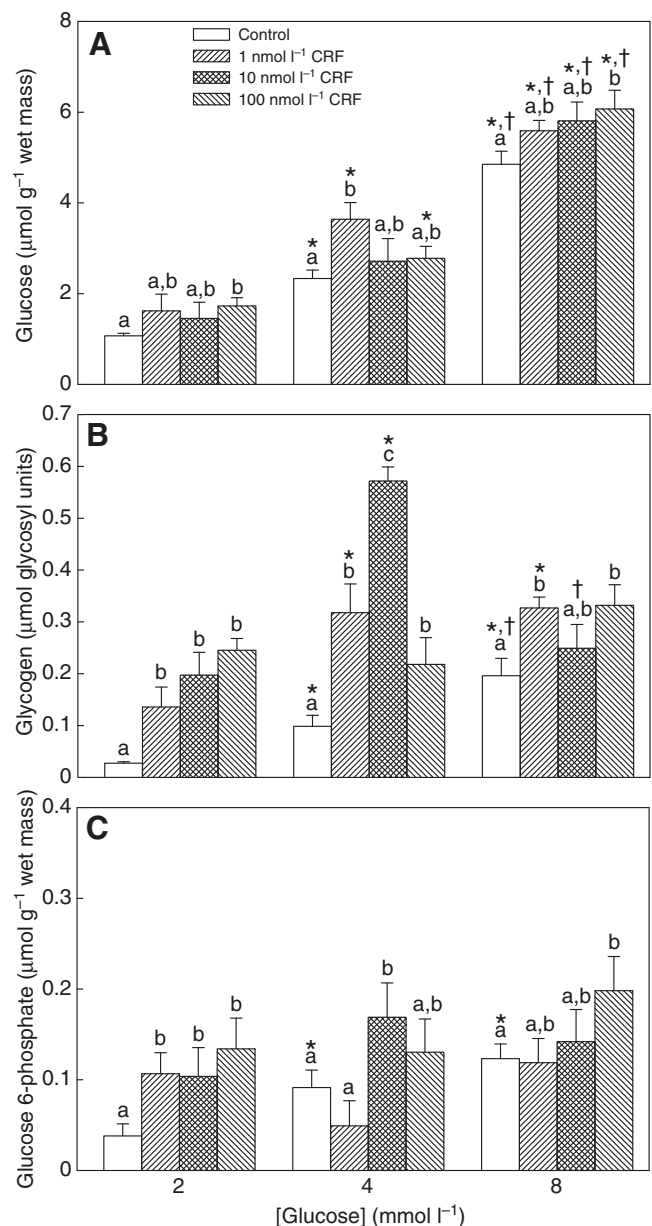 A
Control
1 nmol l⁻¹ CRF
10 nmol l⁻¹ CRF
100 nmol l⁻¹ CRF
Glucose (μmol g⁻¹ wet mass)
8
6
4
2
0
a
a,b
a,b
b
*
a
*
b
a,b
*
a,b
*,†
a
*,†
a,b
*,†
a,b
*,†
b
B
Glycogen (μmol glycosyl units)
0.7
0.6
0.5
0.4
0.3
0.2
0.1
0
a
b
b
b
*
a
*
b
*
c
b
*,†
a
*
b
†
a,b
b
C
Glucose 6-phosphate (μmol g⁻¹ wet mass)
0.4
0.3
0.2
0.1
0
a
b
b
b
*
a
a
b
a,b
*
a
a,b
a,b
b
2 4 8
[Glucose] (mmol l⁻¹)